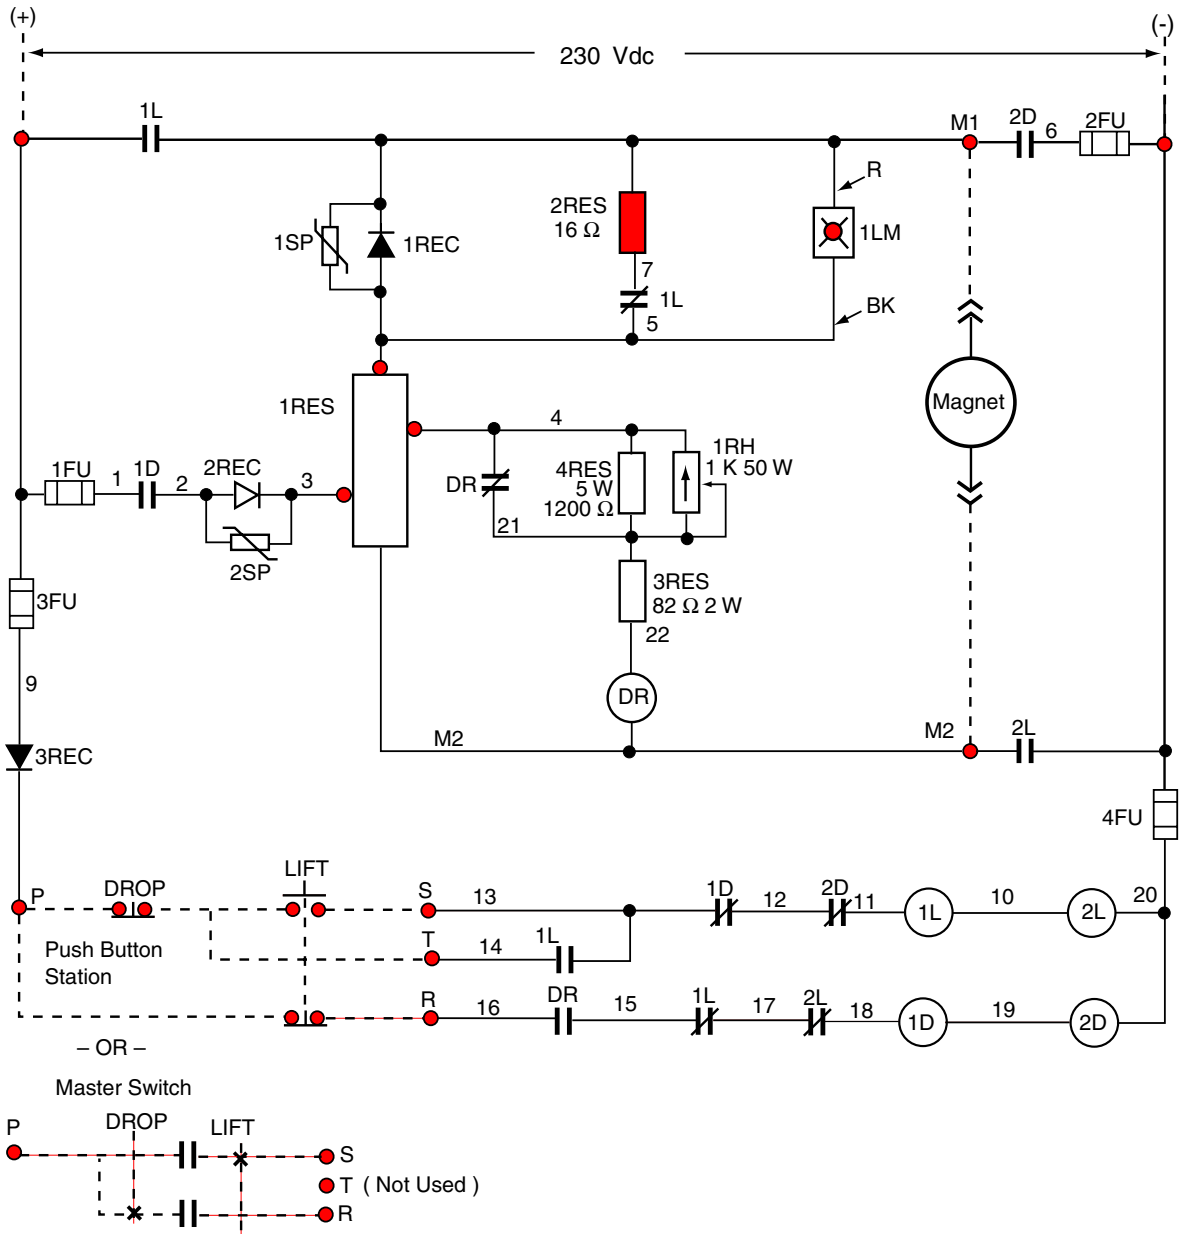 (+)
(-)
230 Vdc
1L
M1
2D
6
2FU
R
2RES
16 Ω
1SP
1REC
1LM
7
1L
5
BK
1RES
Magnet
4
1RH
1 K 50 W
1FU
1
1D
2
2REC
3
DR
4RES
5 W
1200 Ω
21
2SP
3FU
3RES
82 Ω 2 W
22
9
DR
M2
M2
2L
3REC
4FU
LIFT
P
DROP
S
13
1D
12
2D
11
1L
10
2L
20
Push Button
Station
T
14
1L
R
16
DR
15
1L
17
2L
18
1D
19
2D
– OR –
Master Switch
P
DROP
LIFT
S
T ( Not Used )
R